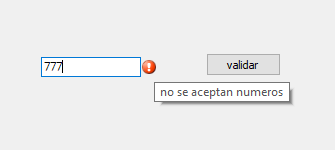 777
validar
no se aceptan numeros